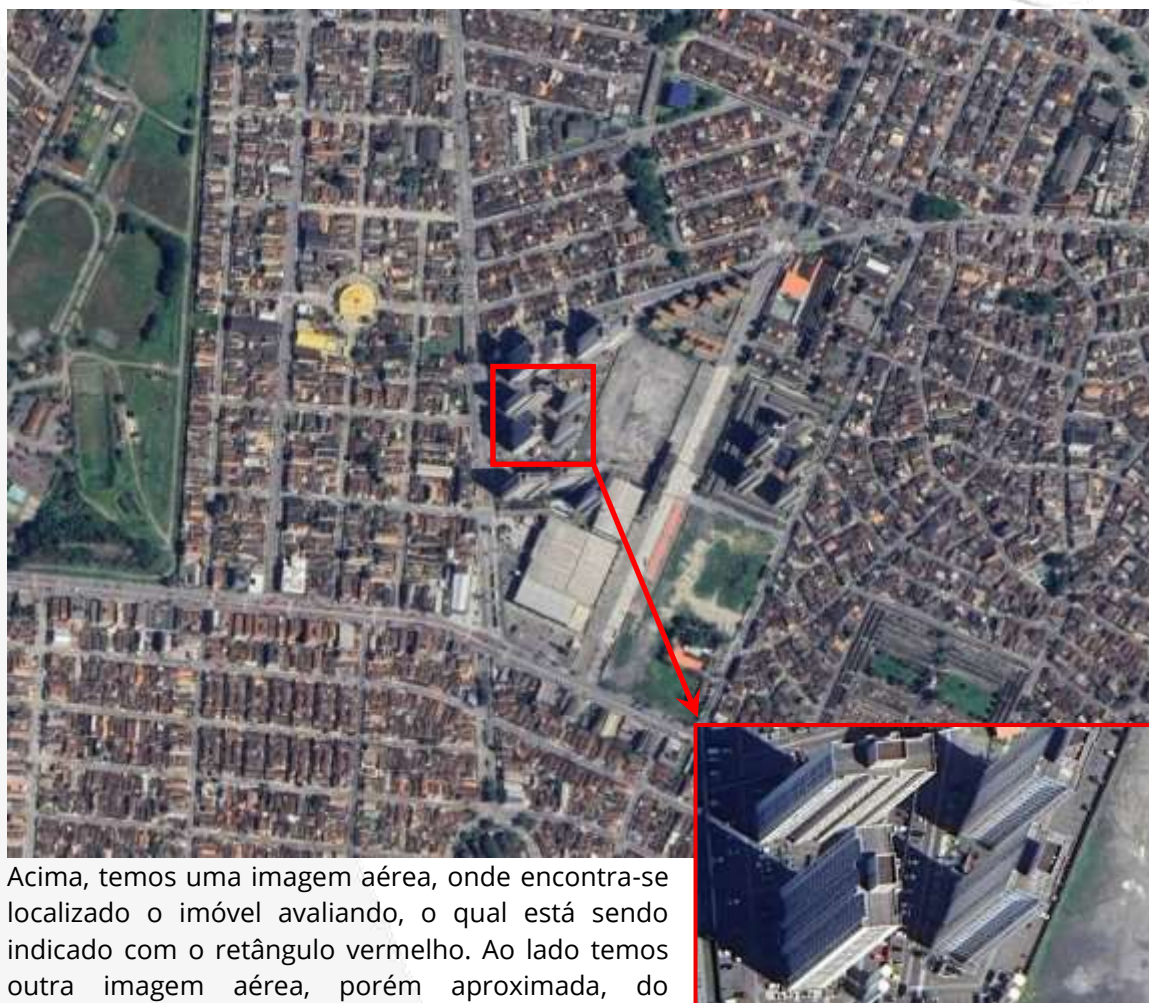 Acima, temos uma imagem aérea, onde encontra-se
localizado o imóvel avaliando, o qual está sendo
indicado com o retângulo vermelho. Ao lado temos
outra imagem aérea, porém aproximada, do